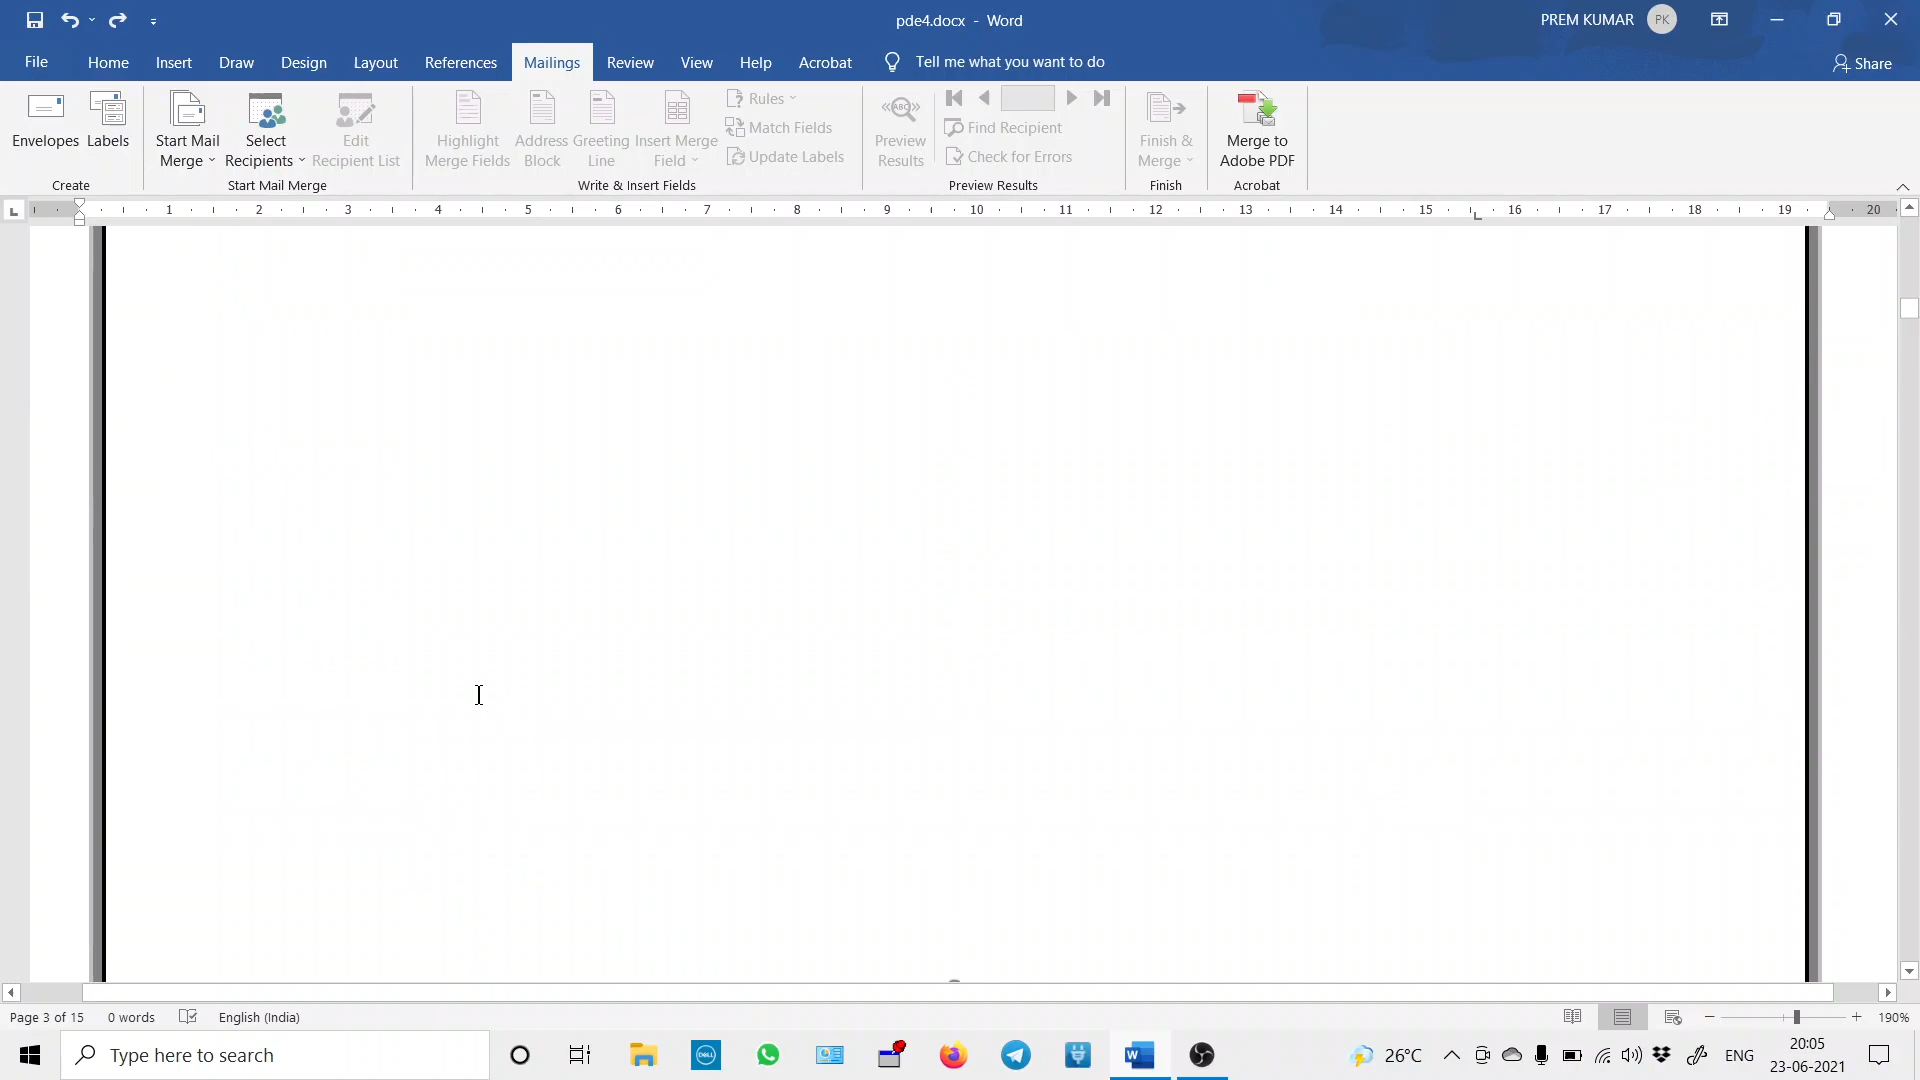 pde4.docx - Word
PREM KUMAR
PK
File
Home
Insert
Draw
Design
Layout
References
Mailings
Review
View
Help
Acrobat
Tell me what you want to do
Share
Envelopes
Labels
Create
Start Mail
Merge
Select
Recipients
Edit
Recipient List
Start Mail Merge
Highlight
Merge Fields
Address
Block
Greeting
Line
Insert Merge
Field
Rules
Match Fields
Update Labels
Write & Insert Fields
ABC
Preview
Results
Find Recipient
Check for Errors
Preview Results
Finish &
Merge
Finish
Merge to
Adobe PDF
Acrobat
L
1 2 3 4 5 6 7 8 9 10 11 12 13 14 15 16 17 18 19 20
Page 3 of 15
0 words
English (India)
190%
Type here to search
DELL
W
26°C
ENG
20:05
23-06-2021